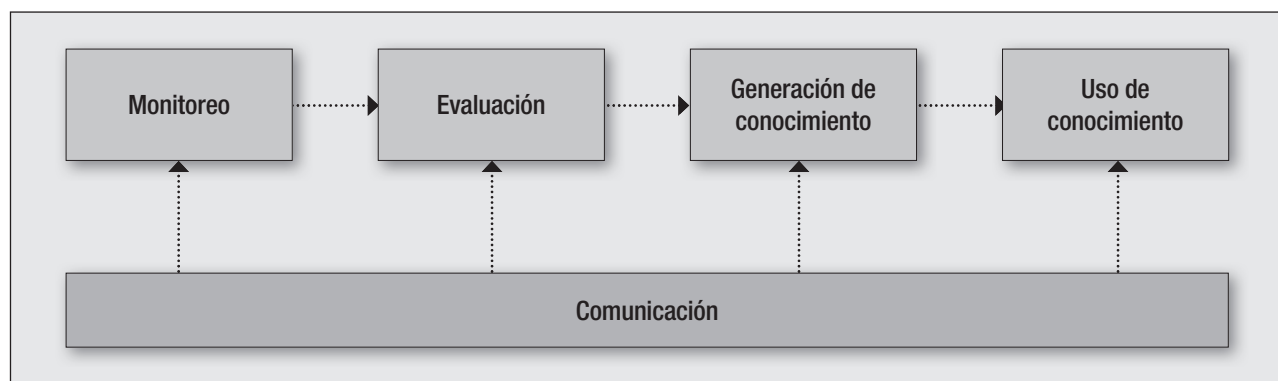 Monitoreo
Evaluación
Generación de
conocimiento
Uso de
conocimiento
Comunicación